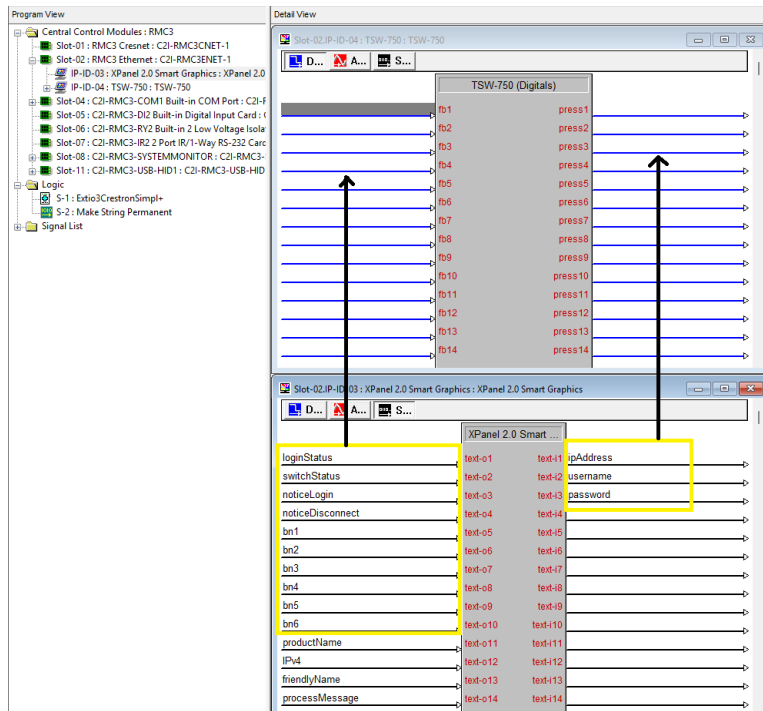 Program View
Central Control Modules : RMC3
Slot-01 : RMC3 Cresnet : C2I-RMC3CNET-1
Slot-02 : RMC3 Ethernet : C2I-RMC3ENET-1
IP-ID-03 : XPanel 2.0 Smart Graphics : XPanel 2.0
IP-ID-04 : TSW-750 : TSW-750
Slot-04 : C2I-RMC3-COM1 Built-in COM Port : C2I-F
Slot-05 : C2I-RMC3-DI2 Built-in Digital Input Card : (
Slot-06 : C2I-RMC3-RY2 Built-in 2 Low Voltage Isola
Slot-07 : C2I-RMC3-IR2 2 Port IR/1-Way RS-232 Card
Slot-08 : C2I-RMC3-SYSTEMMONITOR : C2I-RMC3-
Slot-11 : C2I-RMC3-USB-HID1 : C2I-RMC3-USB-HID
Logic
S-1 : Extio3CrestronSimpl+
S-2 : Make String Permanent
Signal List
Detail View
Slot-02.IP-ID-04 : TSW-750 : TSW-750
D... A... S...
TSW-750 (Digitals)
fb1 press1
fb2 press2
fb3 press3
fb4 press4
fb5 press5
fb6 press6
fb7 press7
fb8 press8
fb9 press9
fb10 press10
fb11 press11
fb12 press12
fb13 press13
fb14 press14
Slot-02.IP-ID-03 : XPanel 2.0 Smart Graphics : XPanel 2.0 Smart Graphics
D... A... S...
XPanel 2.0 Smart ...
loginStatus text-o1 text-i1 ipAddress
switchStatus text-o2 text-i2 username
noticeLogin text-o3 text-i3 password
noticeDisconnect text-o4 text-i4
bn1 text-o5 text-i5
bn2 text-o6 text-i6
bn3 text-o7 text-i7
bn4 text-o8 text-i8
bn5 text-o9 text-i9
bn6 text-o10 text-i10
productName text-o11 text-i11
IPv4 text-o12 text-i12
friendlyName text-o13 text-i13
processMessage text-o14 text-i14